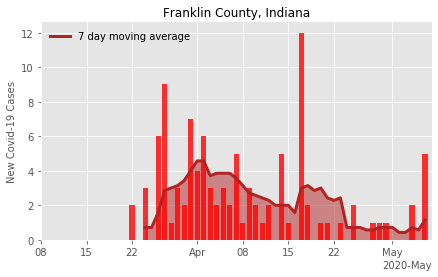 Franklin County, Indiana
7 day moving average
New Covid-19 Cases
12
10
8
6
4
2
0
08 15 22 Apr 08 15 22 May
2020-May